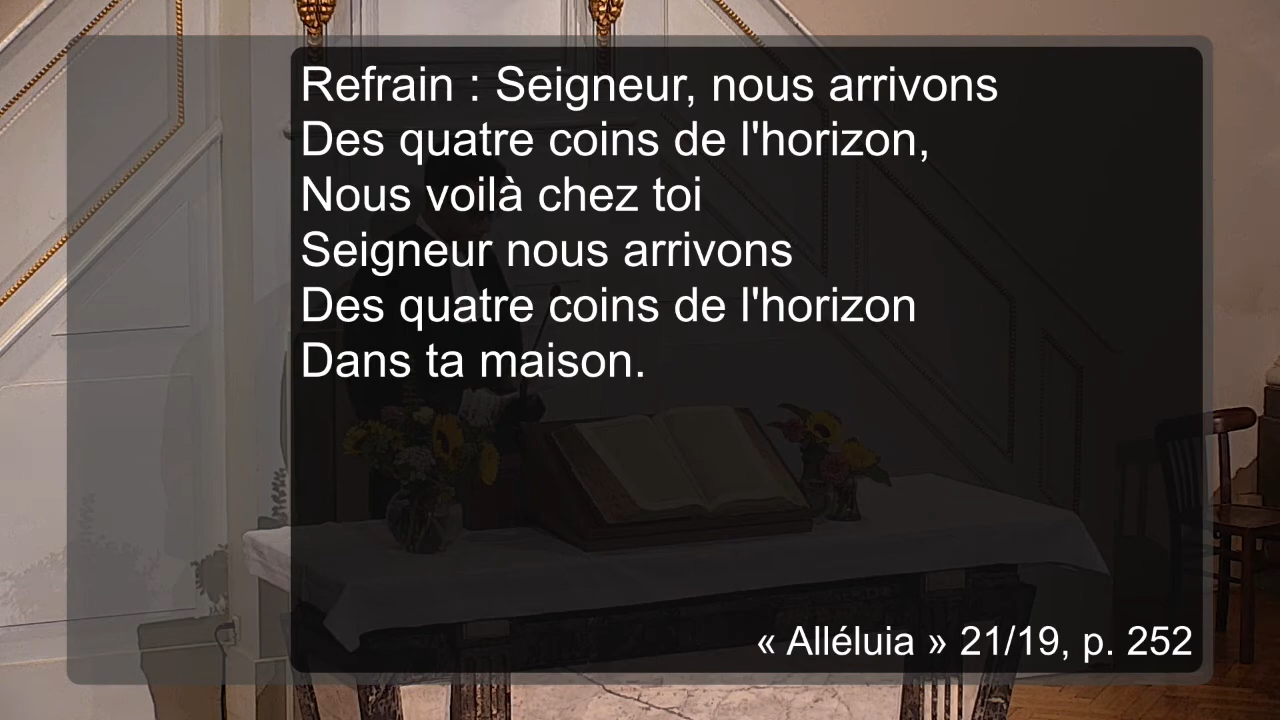 Refrain : Seigneur, nous arrivons
Des quatre coins de l'horizon,
Nous voilà chez toi
Seigneur nous arrivons
Des quatre coins de l'horizon
Dans ta maison.
« Alléluia » 21/19, p. 252